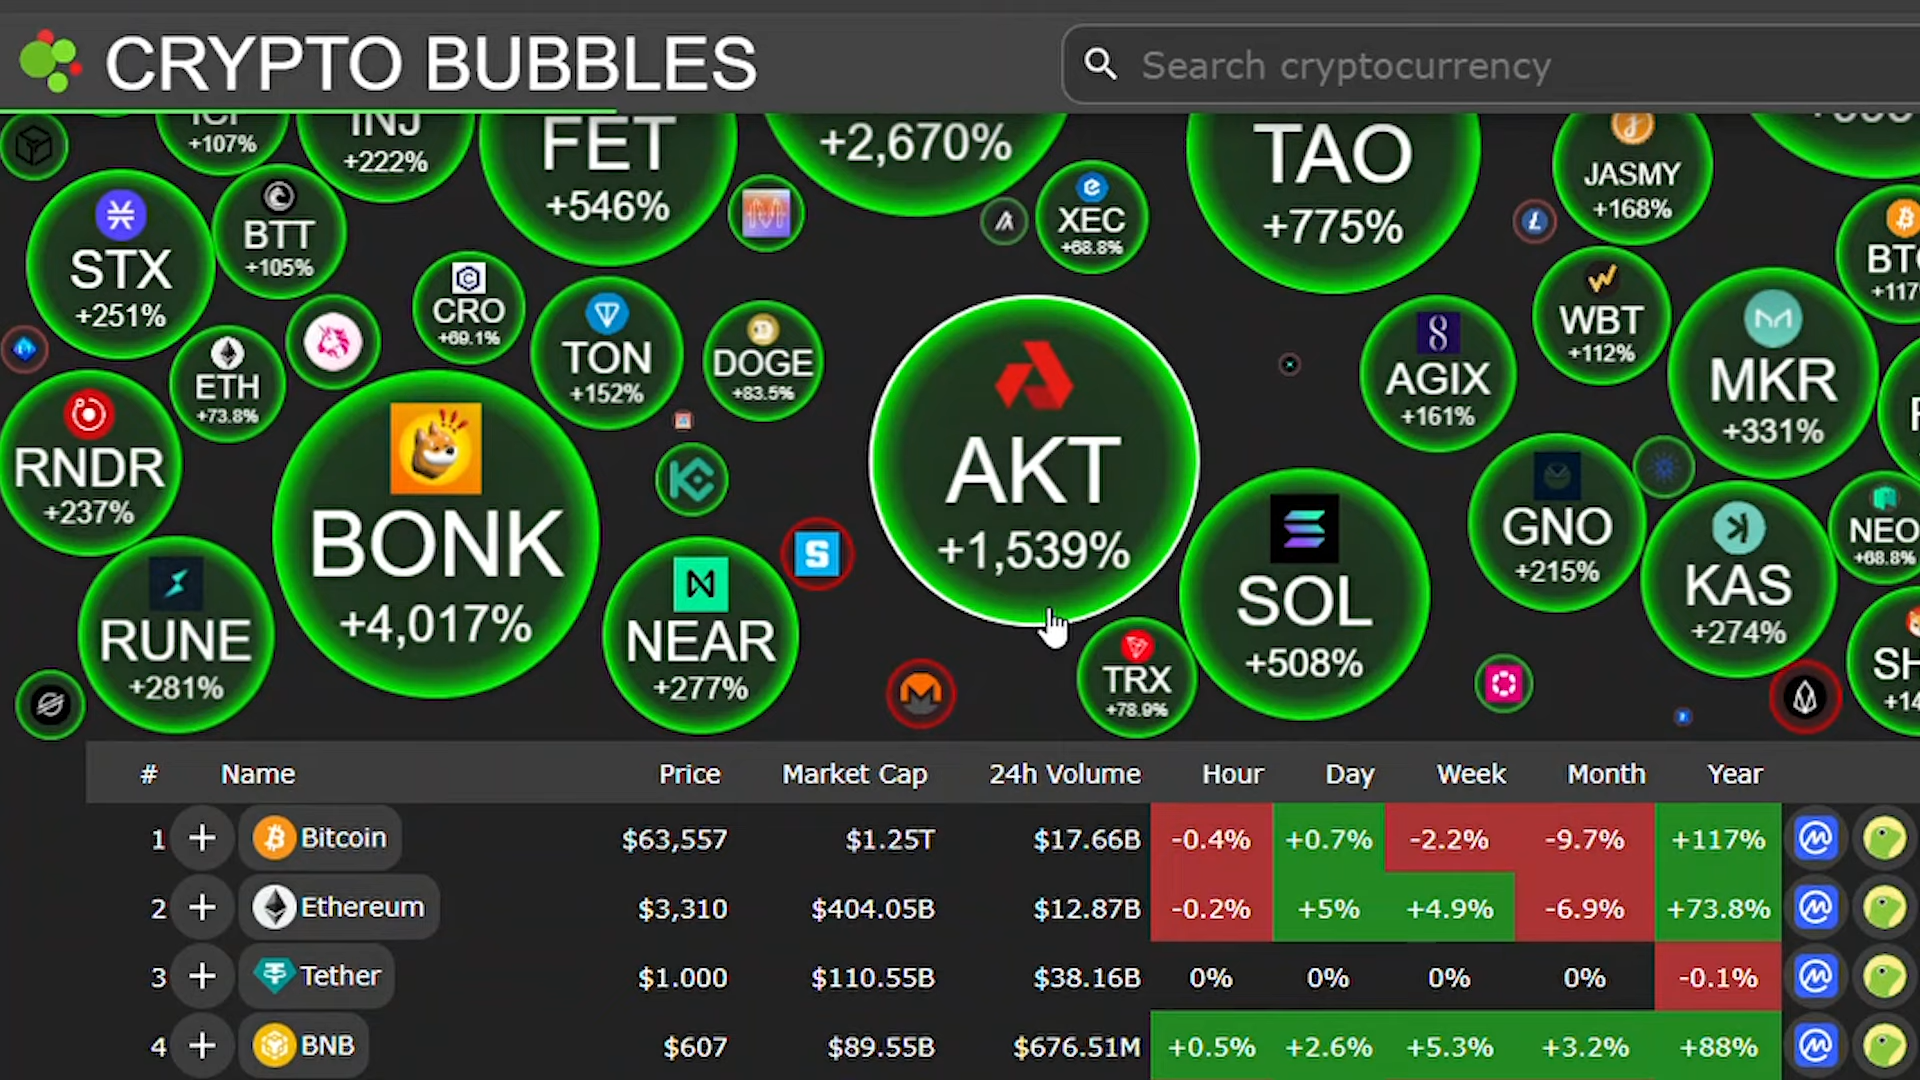 CRYPTO BUBBLES
Search cryptocurrency
+107%
INJ
+222%
FET
+546%
+2,670%
TAO
+775%
JASMY
+168%
XEC
+68.8%
STX
+251%
BTT
+105%
CRO
+69.1%
TON
+152%
DOGE
+83.5%
ETH
+73.8%
AKT
+1,539%
AGIX
+161%
WBT
+112%
MKR
+331%
RNDR
+237%
BONK
+4,017%
SOL
+508%
GNO
+215%
KAS
+274%
NEO
+68.8%
RUNE
+281%
NEAR
+277%
TRX
+78.9%
# Name Price Market Cap 24h Volume Hour Day Week Month Year
1 + Bitcoin $63,557 $1.25T $17.66B -0.4% +0.7% -2.2% -9.7% +117%
2 + Ethereum $3,310 $404.05B $12.87B -0.2% +5% +4.9% -6.9% +73.8%
3 + Tether $1.000 $110.55B $38.16B 0% 0% 0% 0% -0.1%
4 + BNB $607 $89.55B $676.51M +0.5% +2.6% +5.3% +3.2% +88%